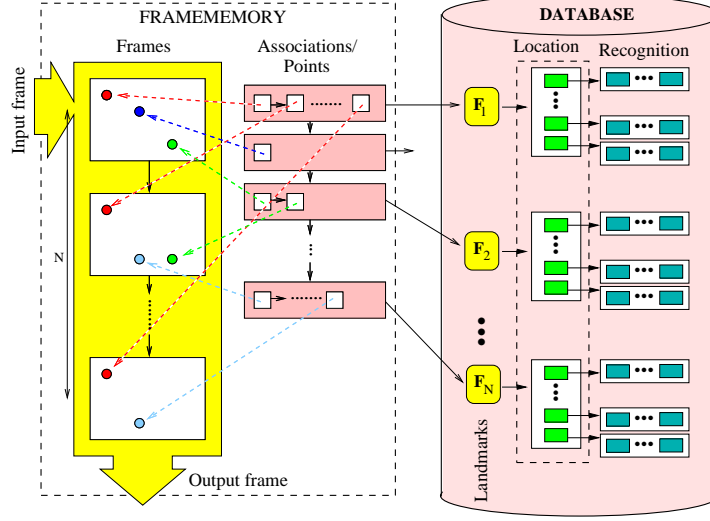 FRAMEMEMORY
DATABASE
Frames
Associations/
Points
Location
Recognition
Input frame
N
F1
F2
FN
Landmarks
Output frame